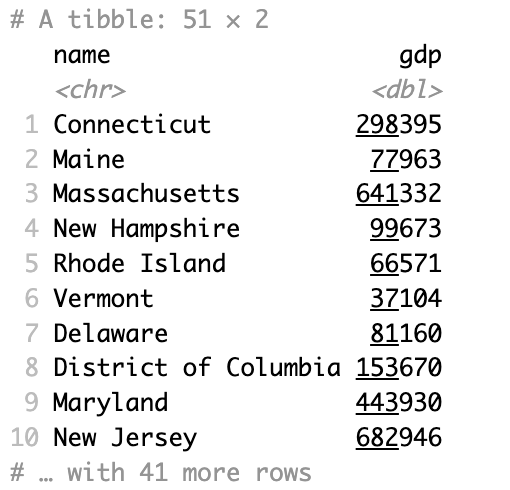 # A tibble: 51 × 2
name gdp
<chr> <dbl>
1 Connecticut 298395
2 Maine 77963
3 Massachusetts 641332
4 New Hampshire 99673
5 Rhode Island 66571
6 Vermont 37104
7 Delaware 81160
8 District of Columbia 153670
9 Maryland 443930
10 New Jersey 682946
# … with 41 more rows